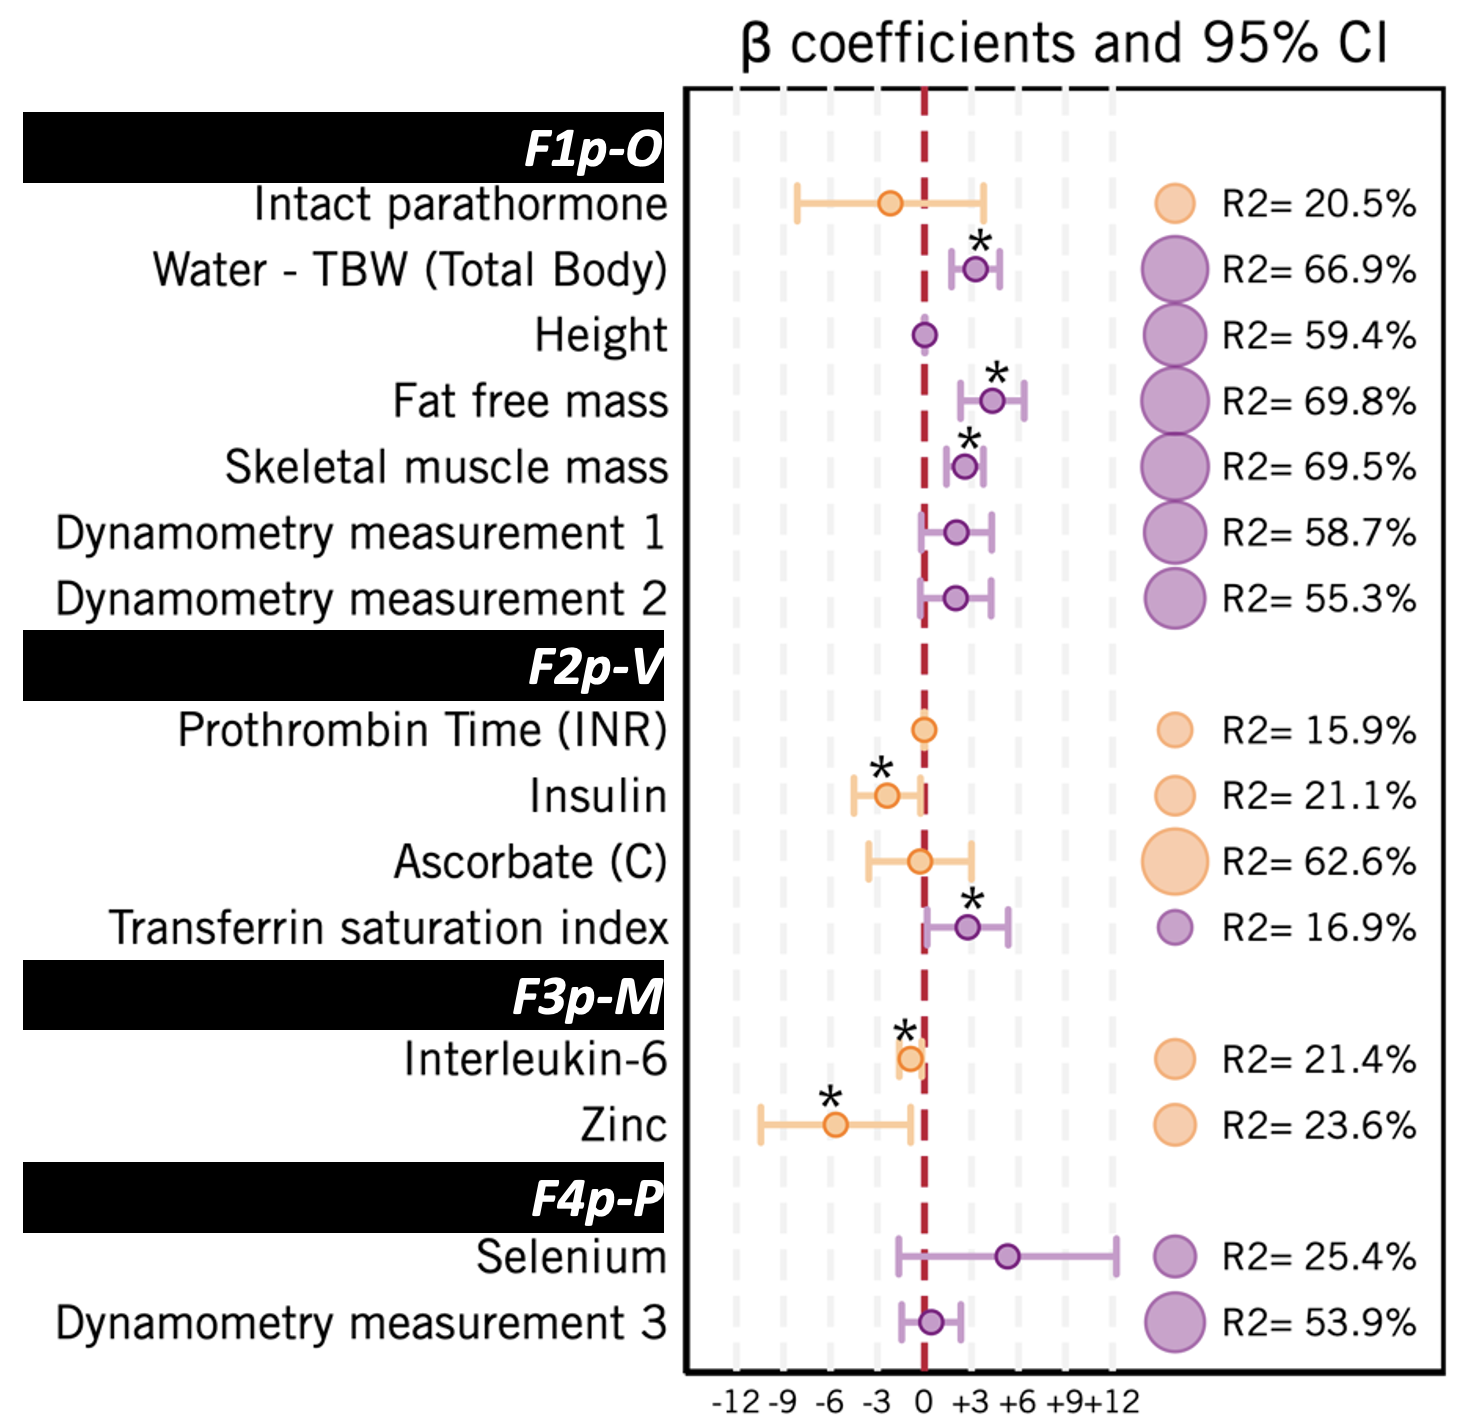 β coefficients and 95% CI
F1p-O
Intact parathormone R2= 20.5%
*
Water - TBW (Total Body) R2= 66.9%
Height R2= 59.4%
*
Fat free mass R2= 69.8%
*
Skeletal muscle mass R2= 69.5%
Dynamometry measurement 1 R2= 58.7%
Dynamometry measurement 2 R2= 55.3%
F2p-V
Prothrombin Time (INR) R2= 15.9%
*
Insulin R2= 21.1%
Ascorbate (C) R2= 62.6%
*
Transferrin saturation index R2= 16.9%
F3p-M
*
Interleukin-6 R2= 21.4%
*
Zinc R2= 23.6%
F4p-P
Selenium R2= 25.4%
Dynamometry measurement 3 R2= 53.9%
-12 -9 -6 -3 0 +3 +6 +9 +12